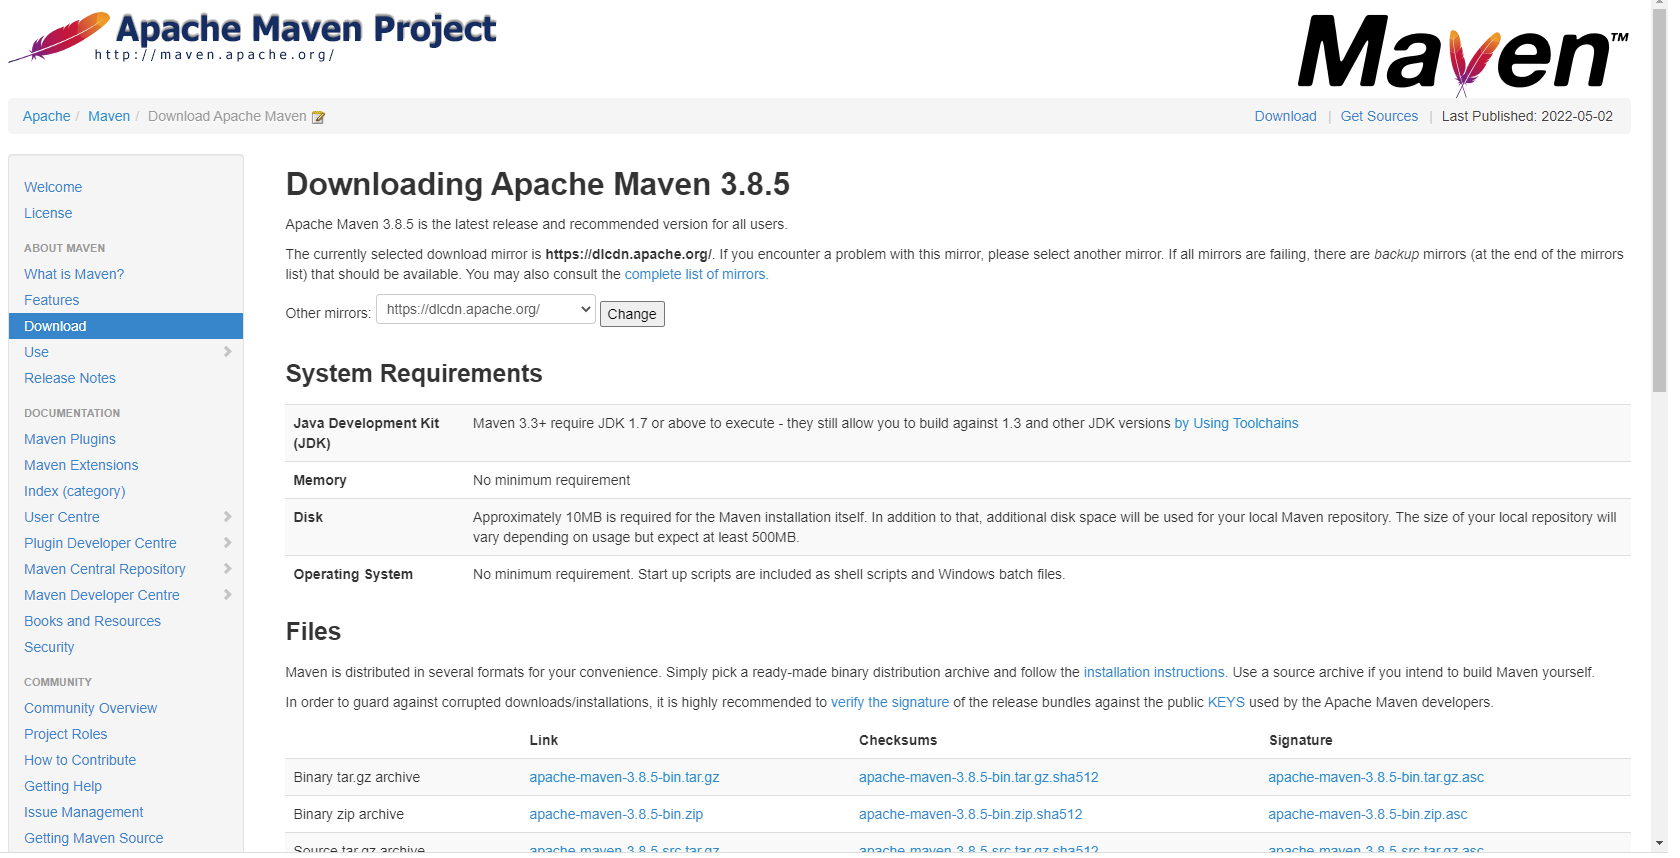 Apache Maven Project
http://maven.apache.org/
Maven™
Apache / Maven / Download Apache Maven
Download | Get Sources | Last Published: 2022-05-02
Welcome
License
ABOUT MAVEN
What is Maven?
Features
Download
Use
Release Notes
DOCUMENTATION
Maven Plugins
Maven Extensions
Index (category)
User Centre
Plugin Developer Centre
Maven Central Repository
Maven Developer Centre
Books and Resources
Security
COMMUNITY
Community Overview
Project Roles
How to Contribute
Getting Help
Issue Management
Getting Maven Source
Downloading Apache Maven 3.8.5
Apache Maven 3.8.5 is the latest release and recommended version for all users.
The currently selected download mirror is https://dlcdn.apache.org/. If you encounter a problem with this mirror, please select another mirror. If all mirrors are failing, there are backup mirrors (at the end of the mirrors
list) that should be available. You may also consult the complete list of mirrors.
Other mirrors: https://dlcdn.apache.org/ Change
System Requirements
Java Development Kit Maven 3.3+ require JDK 1.7 or above to execute - they still allow you to build against 1.3 and other JDK versions by Using Toolchains
(JDK)
Memory No minimum requirement
Disk Approximately 10MB is required for the Maven installation itself. In addition to that, additional disk space will be used for your local Maven repository. The size of your local repository will
vary depending on usage but expect at least 500MB.
Operating System No minimum requirement. Start up scripts are included as shell scripts and Windows batch files.
Files
Maven is distributed in several formats for your convenience. Simply pick a ready-made binary distribution archive and follow the installation instructions. Use a source archive if you intend to build Maven yourself.
In order to guard against corrupted downloads/installations, it is highly recommended to verify the signature of the release bundles against the public KEYS used by the Apache Maven developers.
Link Checksums Signature
Binary tar.gz archive apache-maven-3.8.5-bin.tar.gz apache-maven-3.8.5-bin.tar.gz.sha512 apache-maven-3.8.5-bin.tar.gz.asc
Binary zip archive apache-maven-3.8.5-bin.zip apache-maven-3.8.5-bin.zip.sha512 apache-maven-3.8.5-bin.zip.asc
Source tar.gz archive apache-maven-3.8.5-src.tar.gz apache-maven-3.8.5-src.tar.gz.sha512 apache-maven-3.8.5-src.tar.gz.asc